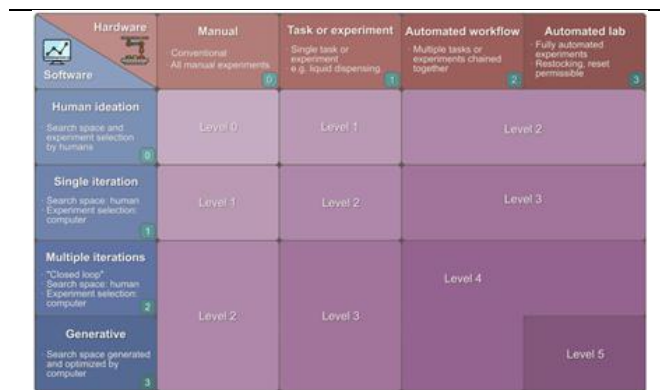 Hardware
Software
Manual
· Conventional
· All manual experiments
0
Task or experiment
· Single task or
experiment
e.g. liquid dispensing
1
Automated workflow
· Multiple tasks or
experiments chained
together
2
Automated lab
· Fully automated
experiments
· Restocking, reset
permissible
3
Human ideation
· Search space and
experiment selection
by humans
0
Level 0
Level 1
Level 2
Single iteration
· Search space: human
· Experiment selection:
computer
1
Level 1
Level 2
Level 3
Multiple iterations
· "Closed loop"
· Search space: human
· Experiment selection:
computer
2
Level 2
Level 3
Level 4
Generative
· Search space generated
and optimized by
computer
3
Level 5